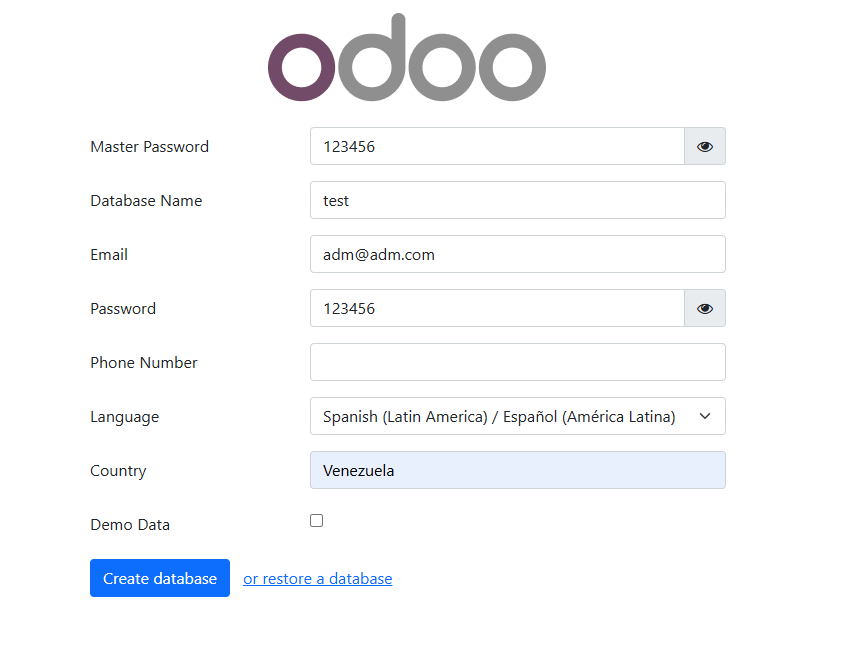 odoo
Master Password 123456
Database Name test
Email adm@adm.com
Password 123456
Phone Number
Language Spanish (Latin America) / Español (América Latina)
Country Venezuela
Demo Data
Create database or restore a database